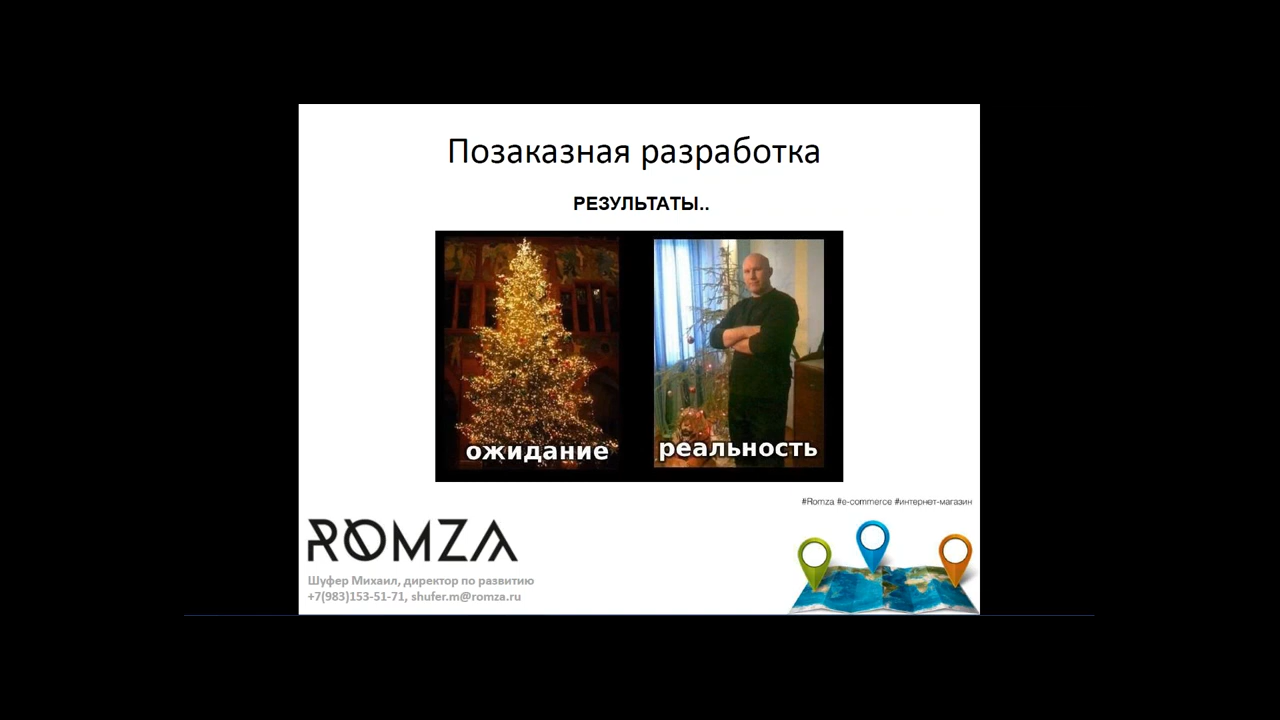 Позаказная разработка
РЕЗУЛЬТАТЫ..
ожидание
реальность
#Romza #e-commerce #интернет-магазин
ROMZA
Шуфер Михаил, директор по развитию
+7(983)153-51-71, shufer.m@romza.ru